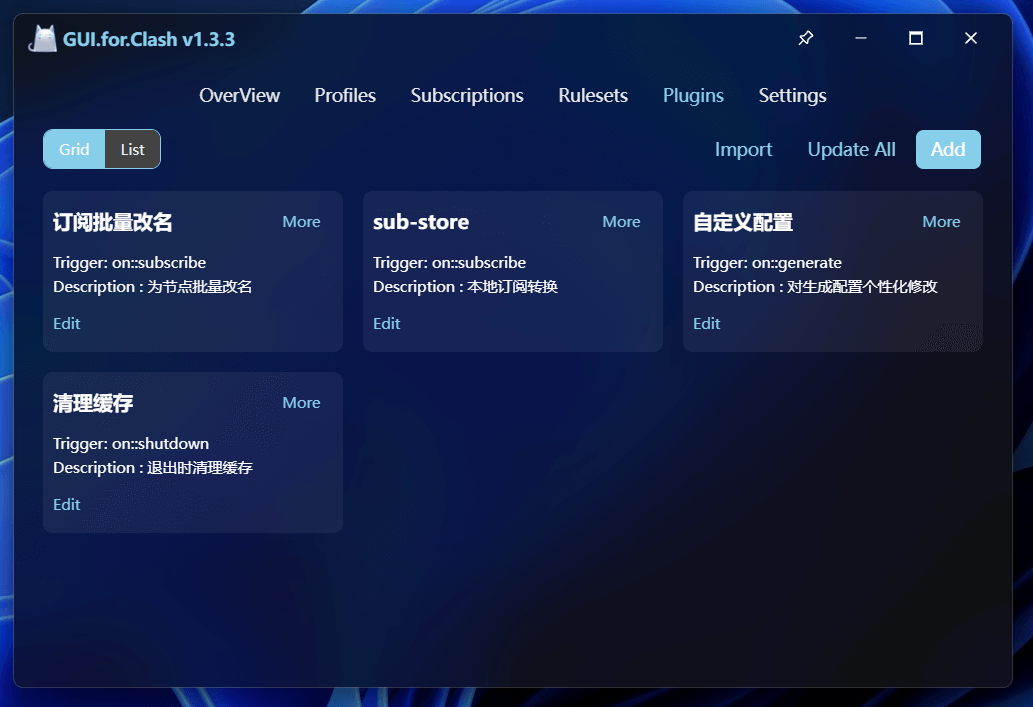 GUI.for.Clash v1.3.3
OverView Profiles Subscriptions Rulesets Plugins Settings
Grid List Import Update All Add
订阅批量改名 More
Trigger: on::subscribe
Description : 为节点批量改名
Edit
sub-store More
Trigger: on::subscribe
Description : 本地订阅转换
Edit
自定义配置 More
Trigger: on::generate
Description : 对生成配置个性化修改
Edit
清理缓存 More
Trigger: on::shutdown
Description : 退出时清理缓存
Edit